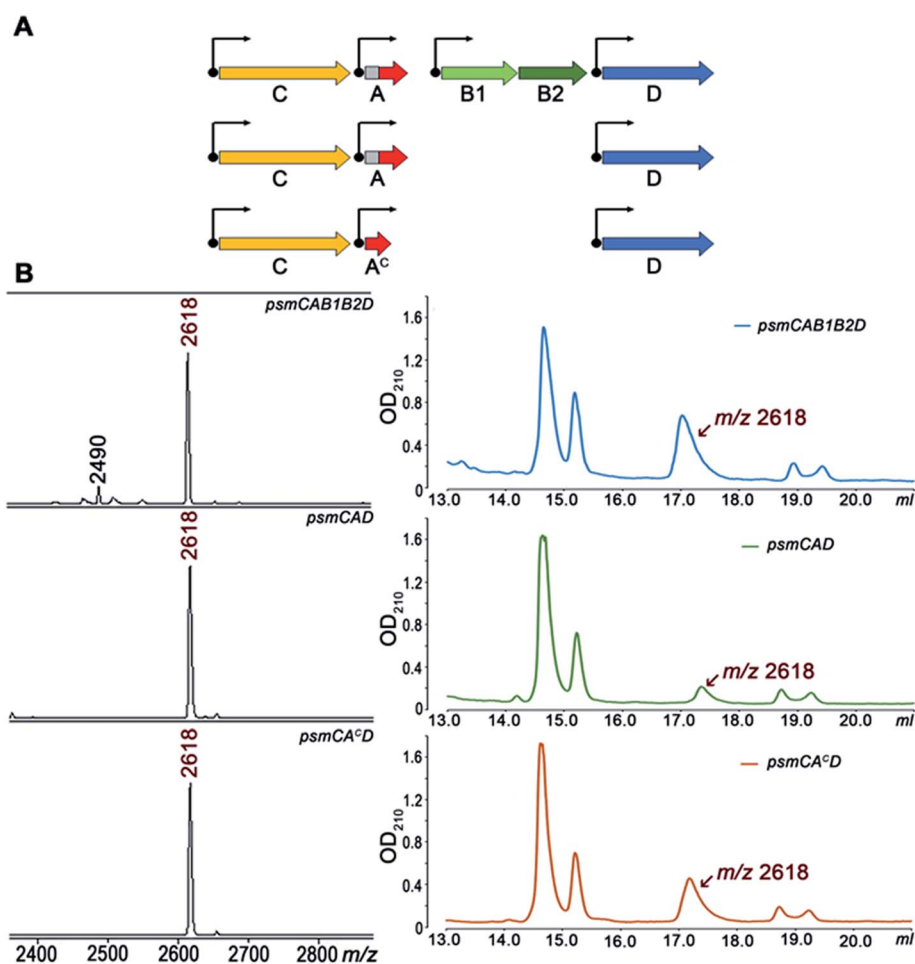 A
C A B1 B2 D
C A D
C Aᶜ D
B
psmCAB1B2D
2618
2490
psmCAD
2618
psmCAᶜD
2618
2400 2500 2600 2700 2800 m/z
OD₂₁₀
1.6
1.2
0.8
0.4
0
psmCAB1B2D
m/z 2618
13.0 14.0 15.0 16.0 17.0 18.0 19.0 20.0 ml
OD₂₁₀
1.6
1.2
0.8
0.4
0
psmCAD
m/z 2618
13.0 14.0 15.0 16.0 17.0 18.0 19.0 20.0 ml
OD₂₁₀
1.6
1.2
0.8
0.4
0
psmCAᶜD
m/z 2618
13.0 14.0 15.0 16.0 17.0 18.0 19.0 20.0 ml